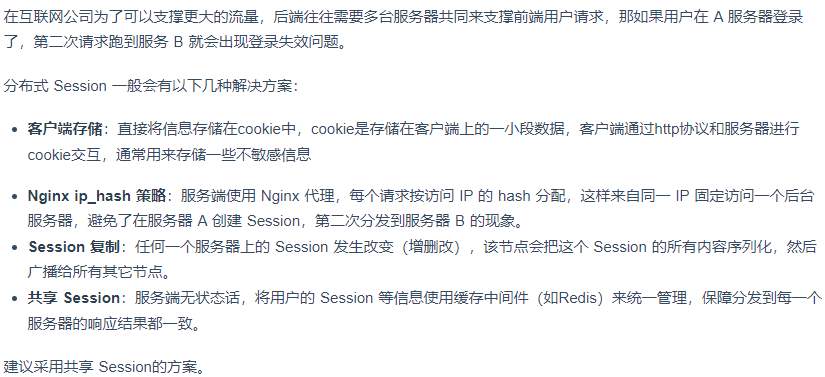 在互联网公司为了可以支撑更大的流量，后端往往需要多台服务器共同来支撑前端用户请求，那如果用户在 A 服务器登录
了，第二次请求跑到服务 B 就会出现登录失效问题。
分布式 Session 一般会有以下几种解决方案：
• 客户端存储：直接将信息存储在cookie中，cookie是存储在客户端上的一小段数据，客户端通过http协议和服务器进行
cookie交互，通常用来存储一些不敏感信息
• Nginx ip_hash 策略：服务端使用 Nginx 代理，每个请求按访问 IP 的 hash 分配，这样来自同一 IP 固定访问一个后台
服务器，避免了在服务器 A 创建 Session，第二次分发到服务器 B 的现象。
• Session 复制：任何一个服务器上的 Session 发生改变（增删改），该节点会把这个 Session 的所有内容序列化，然后
广播给所有其它节点。
• 共享 Session：服务端无状态话，将用户的 Session 等信息使用缓存中间件（如Redis）来统一管理，保障分发到每一个
服务器的响应结果都一致。
建议采用共享 Session的方案。